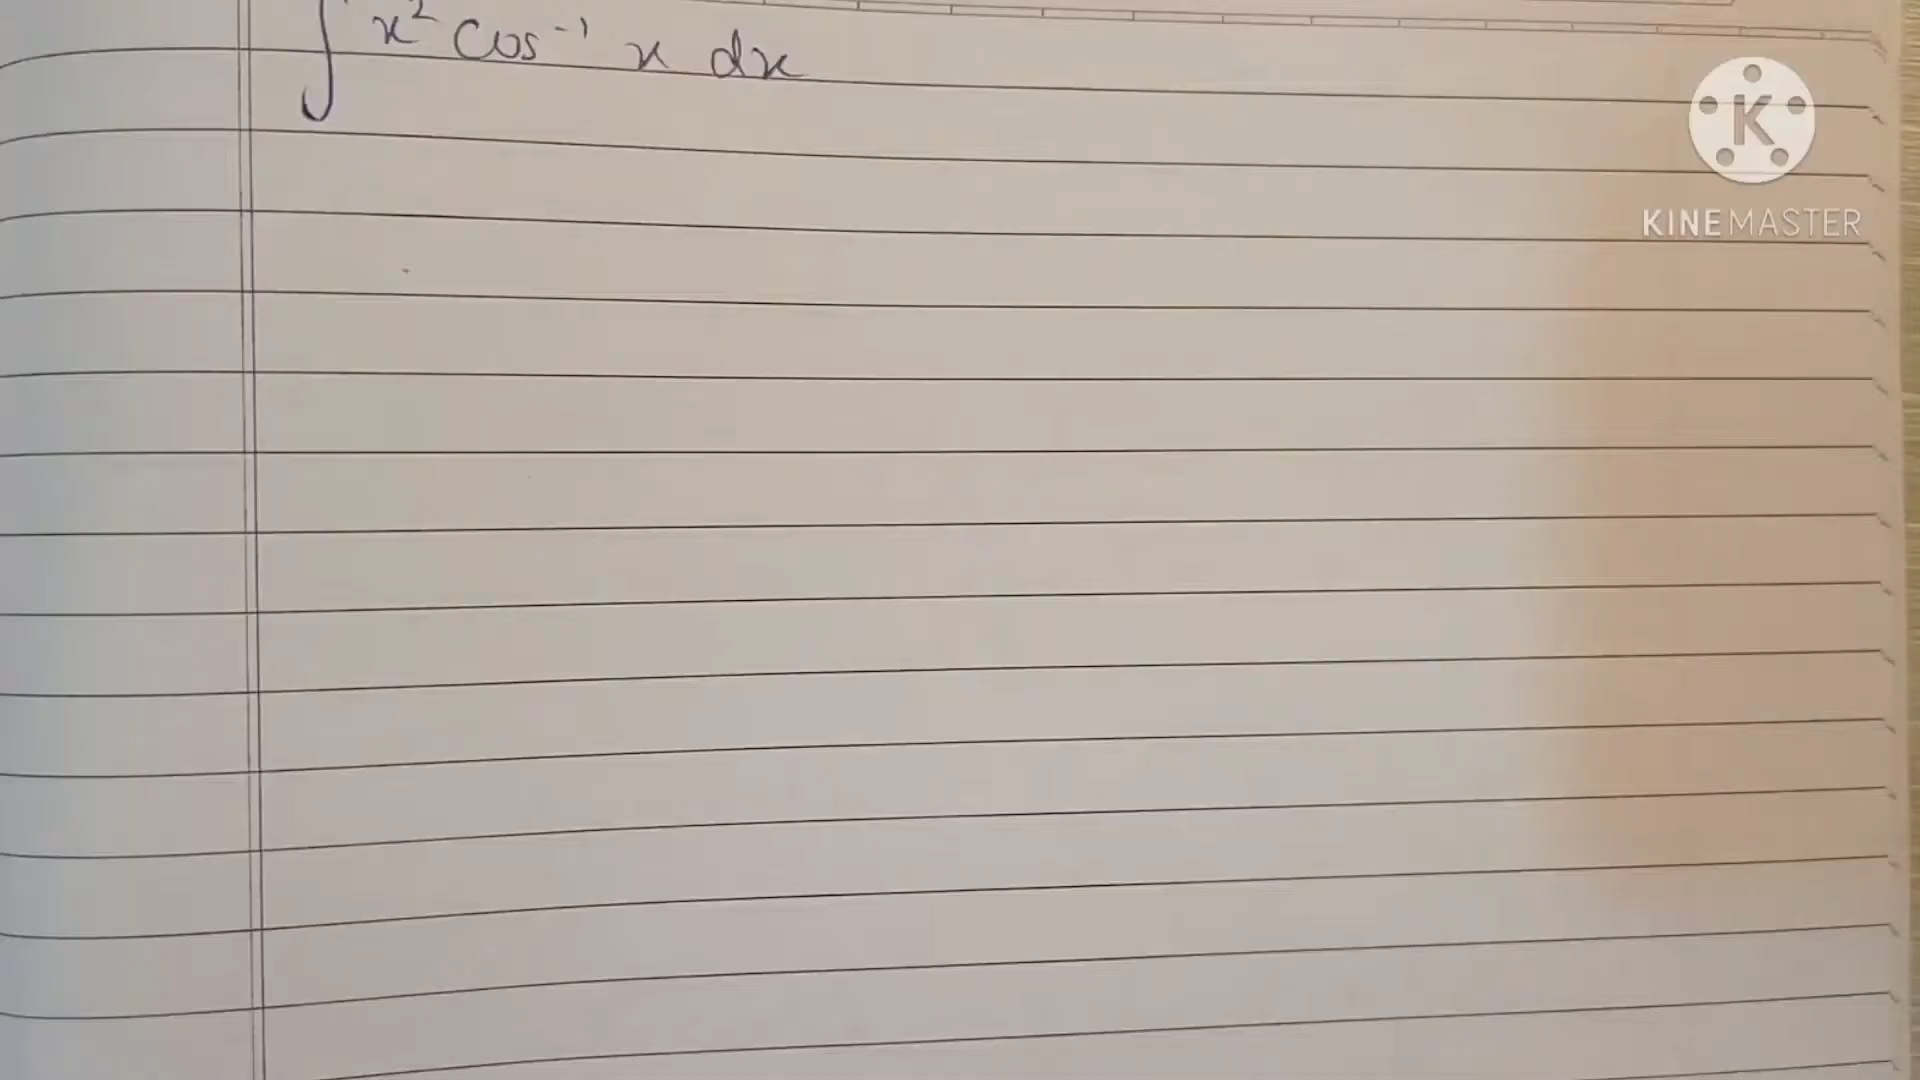 ∫ x² cos⁻¹ x dx
K
KINEMASTER